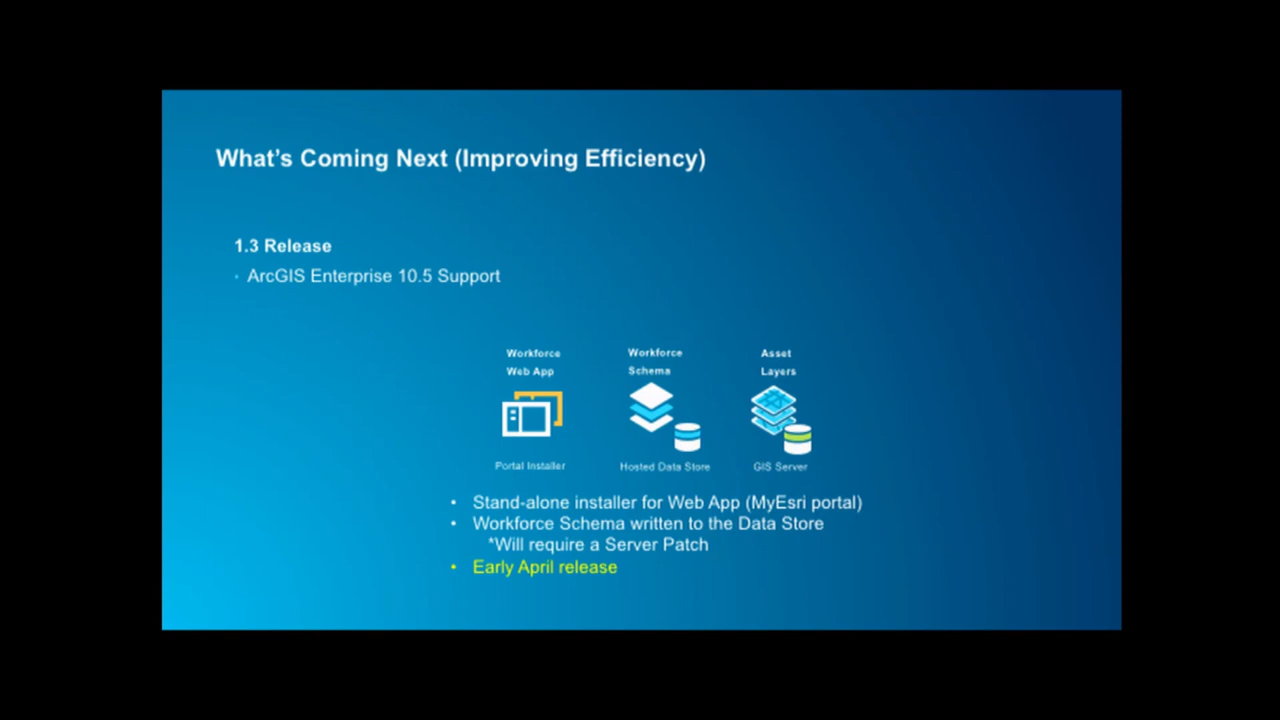 What's Coming Next (Improving Efficiency)
1.3 Release
• ArcGIS Enterprise 10.5 Support
Workforce
Web App
Workforce
Schema
Asset
Layers
Portal Installer
Hosted Data Store
GIS Server
• Stand-alone installer for Web App (MyEsri portal)
• Workforce Schema written to the Data Store
*Will require a Server Patch
• Early April release